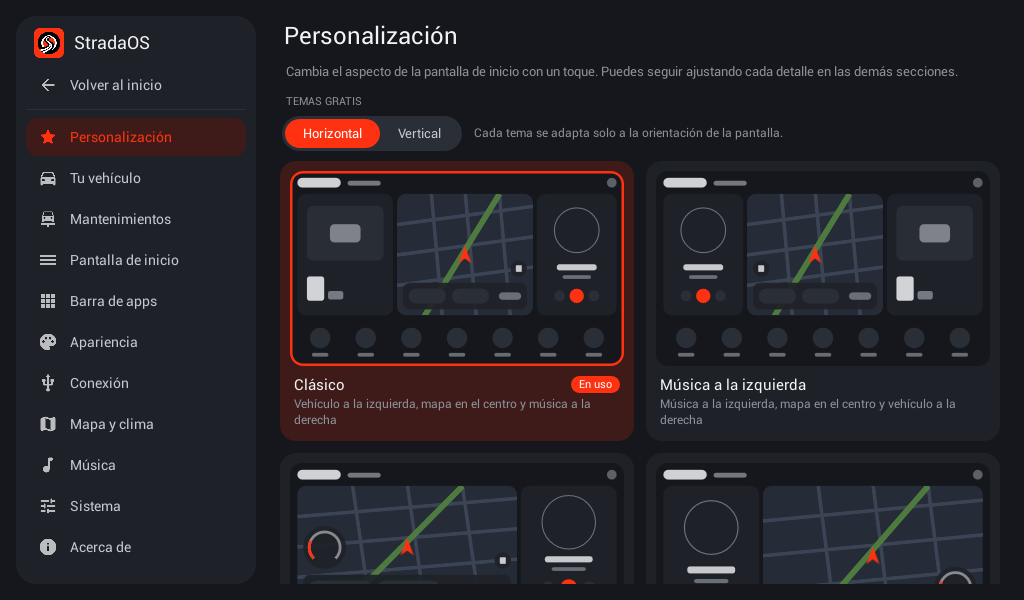 StradaOS
Volver al inicio
Personalización
Tu vehículo
Mantenimientos
Pantalla de inicio
Barra de apps
Apariencia
Conexión
Mapa y clima
Música
Sistema
Acerca de
Personalización
Cambia el aspecto de la pantalla de inicio con un toque. Puedes seguir ajustando cada detalle en las demás secciones.
TEMAS GRATIS
Horizontal
Vertical
Cada tema se adapta solo a la orientación de la pantalla.
Clásico
En uso
Vehículo a la izquierda, mapa en el centro y música a la
derecha
Música a la izquierda
Música a la izquierda, mapa en el centro y vehículo a la
derecha